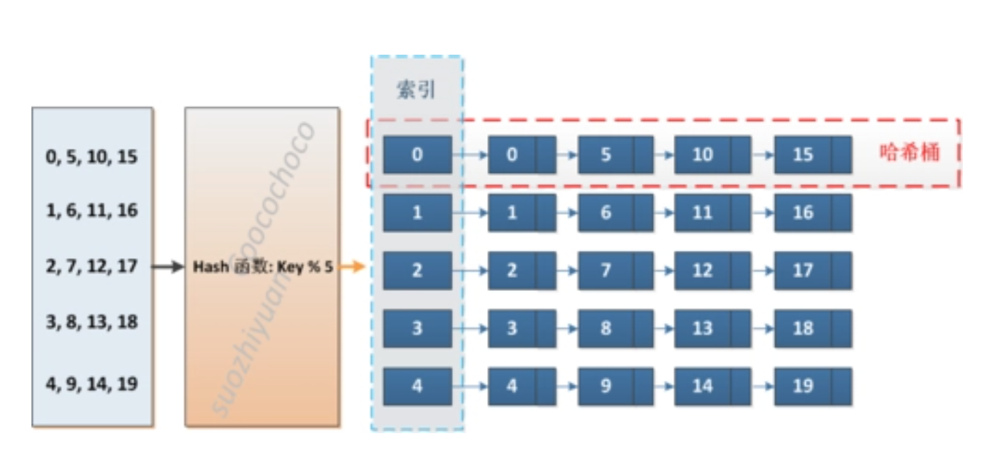 索引
0, 5, 10, 15
1, 6, 11, 16
2, 7, 12, 17
3, 8, 13, 18
4, 9, 14, 19
Hash 函数: Key % 5
0 0 5 10 15 哈希桶
1 1 6 11 16
2 2 7 12 17
3 3 8 13 18
4 4 9 14 19